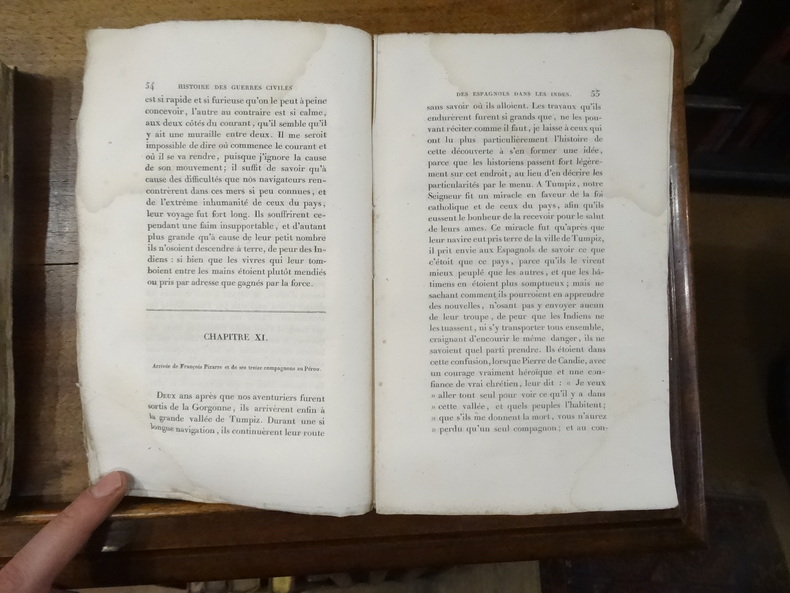 54 HISTOIRE DES GUERRES CIVILES
est si rapide et si furieuse qu'on le peut à peine
concevoir, l'autre au contraire est si calme,
aux deux côtés du courant, qu'il semble qu'il
y ait une muraille entre deux. Il me seroit
impossible de dire où commence le courant et
où il se va rendre, puisque j'ignore la cause
de son mouvement; il suffit de savoir qu'à
cause des difficultés que nos navigateurs ren-
contrèrent dans ces mers si peu connues, et
de l'extrême inhumanité de ceux du pays,
leur voyage fut fort long. Ils souffrirent ce-
pendant une faim insupportable, et d'autant
plus grande qu'à cause de leur petit nombre
ils n'osoient descendre à terre, de peur des In-
diens : si bien que les vivres qui leur tom-
boient entre les mains étoient plutôt mendiés
ou pris par adresse que gagnés par la force.
CHAPITRE XI.
Arrivée de François Pizarre et de ses treize compagnons au Pérou.
Deux ans après que nos aventuriers furent
sortis de la Gorgonne, ils arrivèrent enfin à
la grande vallée de Tumpiz. Durant une si
longue navigation, ils continuèrent leur route
DES ESPAGNOLS DANS LES INDES. 55
sans savoir où ils alloient. Les travaux qu'ils
endurèrent furent si grands que, ne les pou-
vant réciter comme il faut, je laisse à ceux qui
ont lu plus particulièrement l'histoire de
cette découverte à s'en former une idée,
parce que les historiens passent fort légère-
ment sur cet endroit, au lieu d'en décrire les
particularités par le menu. A Tumpiz, notre
Seigneur fit un miracle en faveur de la foi
catholique et de ceux du pays, afin qu'ils
eussent le bonheur de la recevoir pour le salut
de leurs ames. Ce miracle fut qu'après que
leur navire eut pris terre de la ville de Tumpiz,
il prit envie aux Espagnols de savoir ce que
c'étoit que ce pays, parce qu'ils le virent
mieux peuplé que les autres, et que les bâ-
timens en étoient plus somptueux; mais ne
sachant comment ils pourroient en apprendre
des nouvelles, n'osant pas y envoyer aucun
de leur troupe, de peur que les Indiens ne
les tuassent, ni s'y transporter tous ensemble,
craignant d'encourir le même danger, ils ne
savoient quel parti prendre. Ils étoient dans
cette confusion, lorsque Pierre de Candie, avec
un courage vraiment héroïque et une con-
fiance de vrai chrétien, leur dit : « Je veux
« aller tout seul pour voir ce qu'il y a dans
« cette vallée, et quels peuples l'habitent;
« que s'ils me donnent la mort, vous n'aurez
« perdu qu'un seul compagnon; et au con-